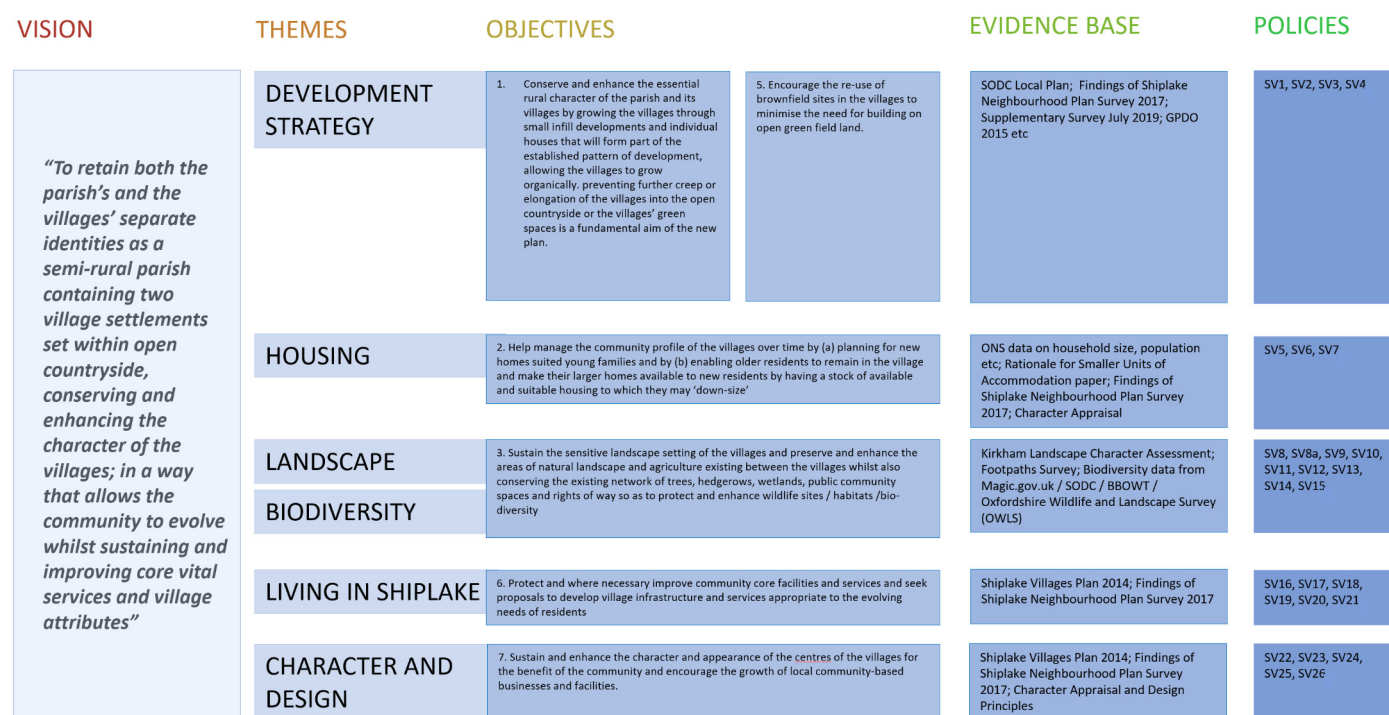 VISION
THEMES
OBJECTIVES
EVIDENCE BASE
POLICIES
“To retain both the
parish’s and the
villages’ separate
identities as a
semi-rural parish
containing two
village settlements
set within open
countryside,
conserving and
enhancing the
character of the
villages; in a way
that allows the
community to evolve
whilst sustaining and
improving core vital
services and village
attributes”
DEVELOPMENT
STRATEGY
1. Conserve and enhance the essential
rural character of the parish and its
villages by growing the villages through
small infill developments and individual
houses that will form part of the
established pattern of development,
allowing the villages to grow
organically. preventing further creep or
elongation of the villages into the open
countryside or the villages’ green
spaces is a fundamental aim of the new
plan.
5. Encourage the re-use of
brownfield sites in the villages to
minimise the need for building on
open green field land.
SODC Local Plan; Findings of Shiplake
Neighbourhood Plan Survey 2017;
Supplementary Survey July 2019; GPDO
2015 etc
SV1, SV2, SV3, SV4
HOUSING
2. Help manage the community profile of the villages over time by (a) planning for new
homes suited young families and by (b) enabling older residents to remain in the village
and make their larger homes available to new residents by having a stock of available
and suitable housing to which they may ‘down-size’
ONS data on household size, population
etc; Rationale for Smaller Units of
Accommodation paper; Findings of
Shiplake Neighbourhood Plan Survey
2017; Character Appraisal
SV5, SV6, SV7
LANDSCAPE
BIODIVERSITY
3. Sustain the sensitive landscape setting of the villages and preserve and enhance the
areas of natural landscape and agriculture existing between the villages whilst also
conserving the existing network of trees, hedgerows, wetlands, public community
spaces and rights of way so as to protect and enhance wildlife sites / habitats /bio-
diversity
Kirkham Landscape Character Assessment;
Footpaths Survey; Biodiversity data from
Magic.gov.uk / SODC / BBOWT /
Oxfordshire Wildlife and Landscape Survey
(OWLS)
SV8, SV8a, SV9, SV10,
SV11, SV12, SV13,
SV14, SV15
LIVING IN SHIPLAKE
6. Protect and where necessary improve community core facilities and services and seek
proposals to develop village infrastructure and services appropriate to the evolving
needs of residents
Shiplake Villages Plan 2014; Findings of
Shiplake Neighbourhood Plan Survey 2017
SV16, SV17, SV18,
SV19, SV20, SV21
CHARACTER AND
DESIGN
7. Sustain and enhance the character and appearance of the centres of the villages for
the benefit of the community and encourage the growth of local community-based
businesses and facilities.
Shiplake Villages Plan 2014; Findings of
Shiplake Neighbourhood Plan Survey
2017; Character Appraisal and Design
Principles
SV22, SV23, SV24,
SV25, SV26